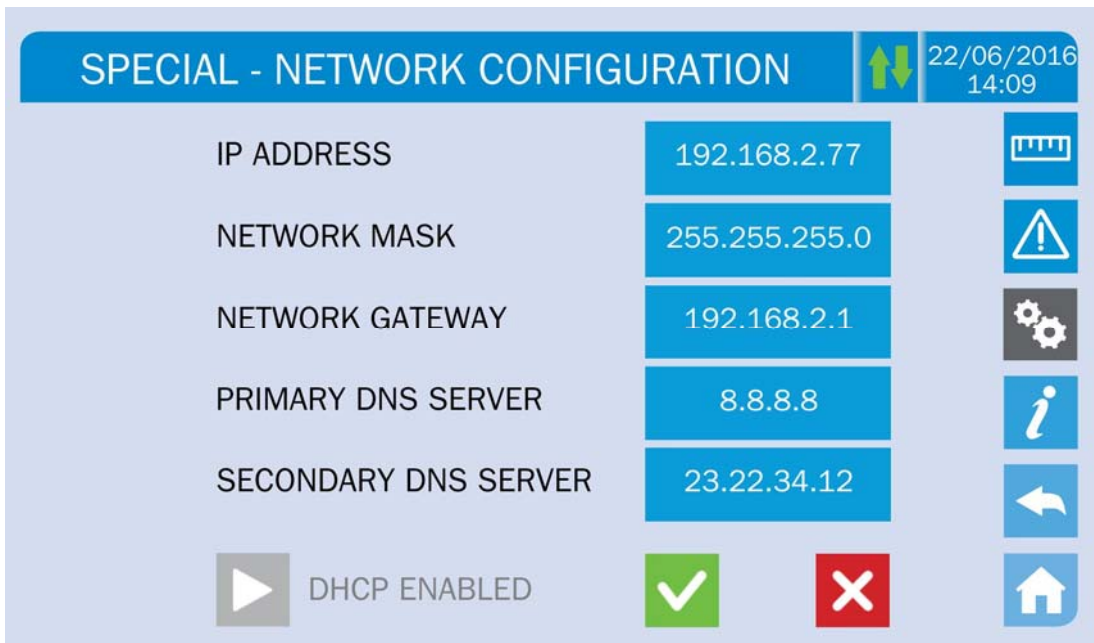 SPECIAL - NETWORK CONFIGURATION
22/06/2016
14:09
IP ADDRESS 192.168.2.77
NETWORK MASK 255.255.255.0
NETWORK GATEWAY 192.168.2.1
PRIMARY DNS SERVER 8.8.8.8
SECONDARY DNS SERVER 23.22.34.12
DHCP ENABLED